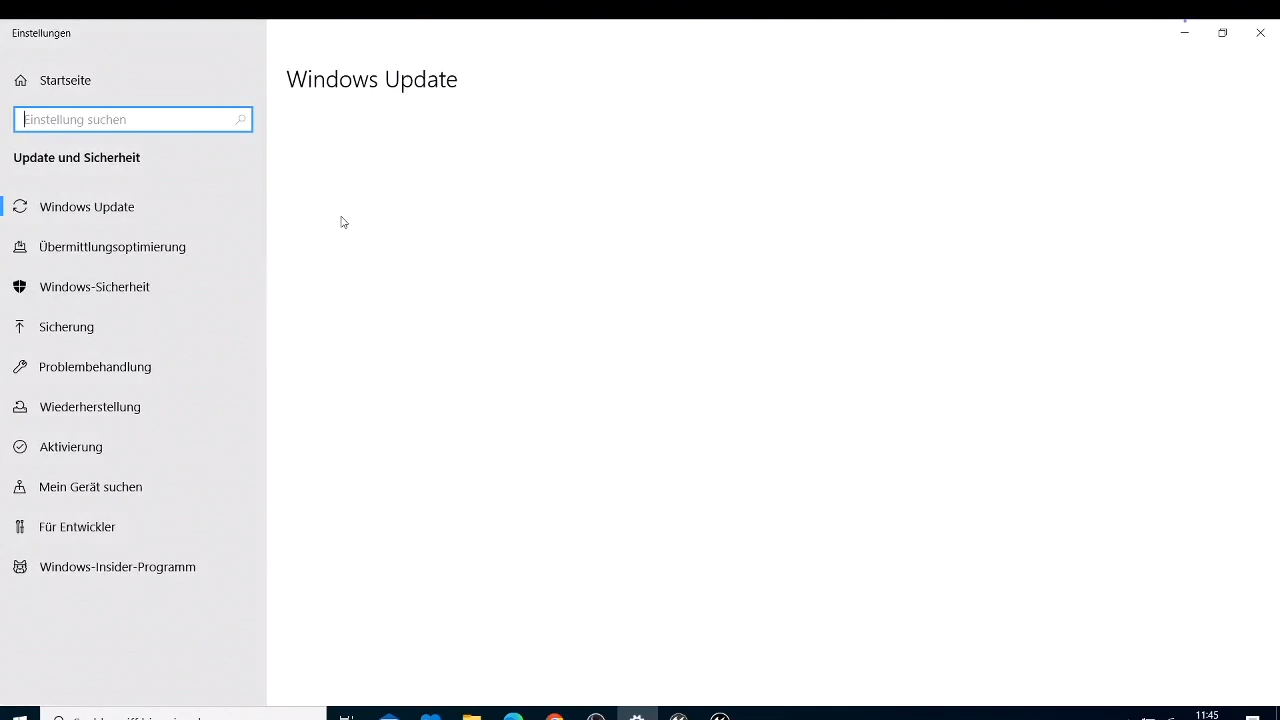 Einstellungen
Startseite
Einstellung suchen
Update und Sicherheit
Windows Update
Übermittlungsoptimierung
Windows-Sicherheit
Sicherung
Problembehandlung
Wiederherstellung
Aktivierung
Mein Gerät suchen
Für Entwickler
Windows-Insider-Programm
Windows Update
11:45